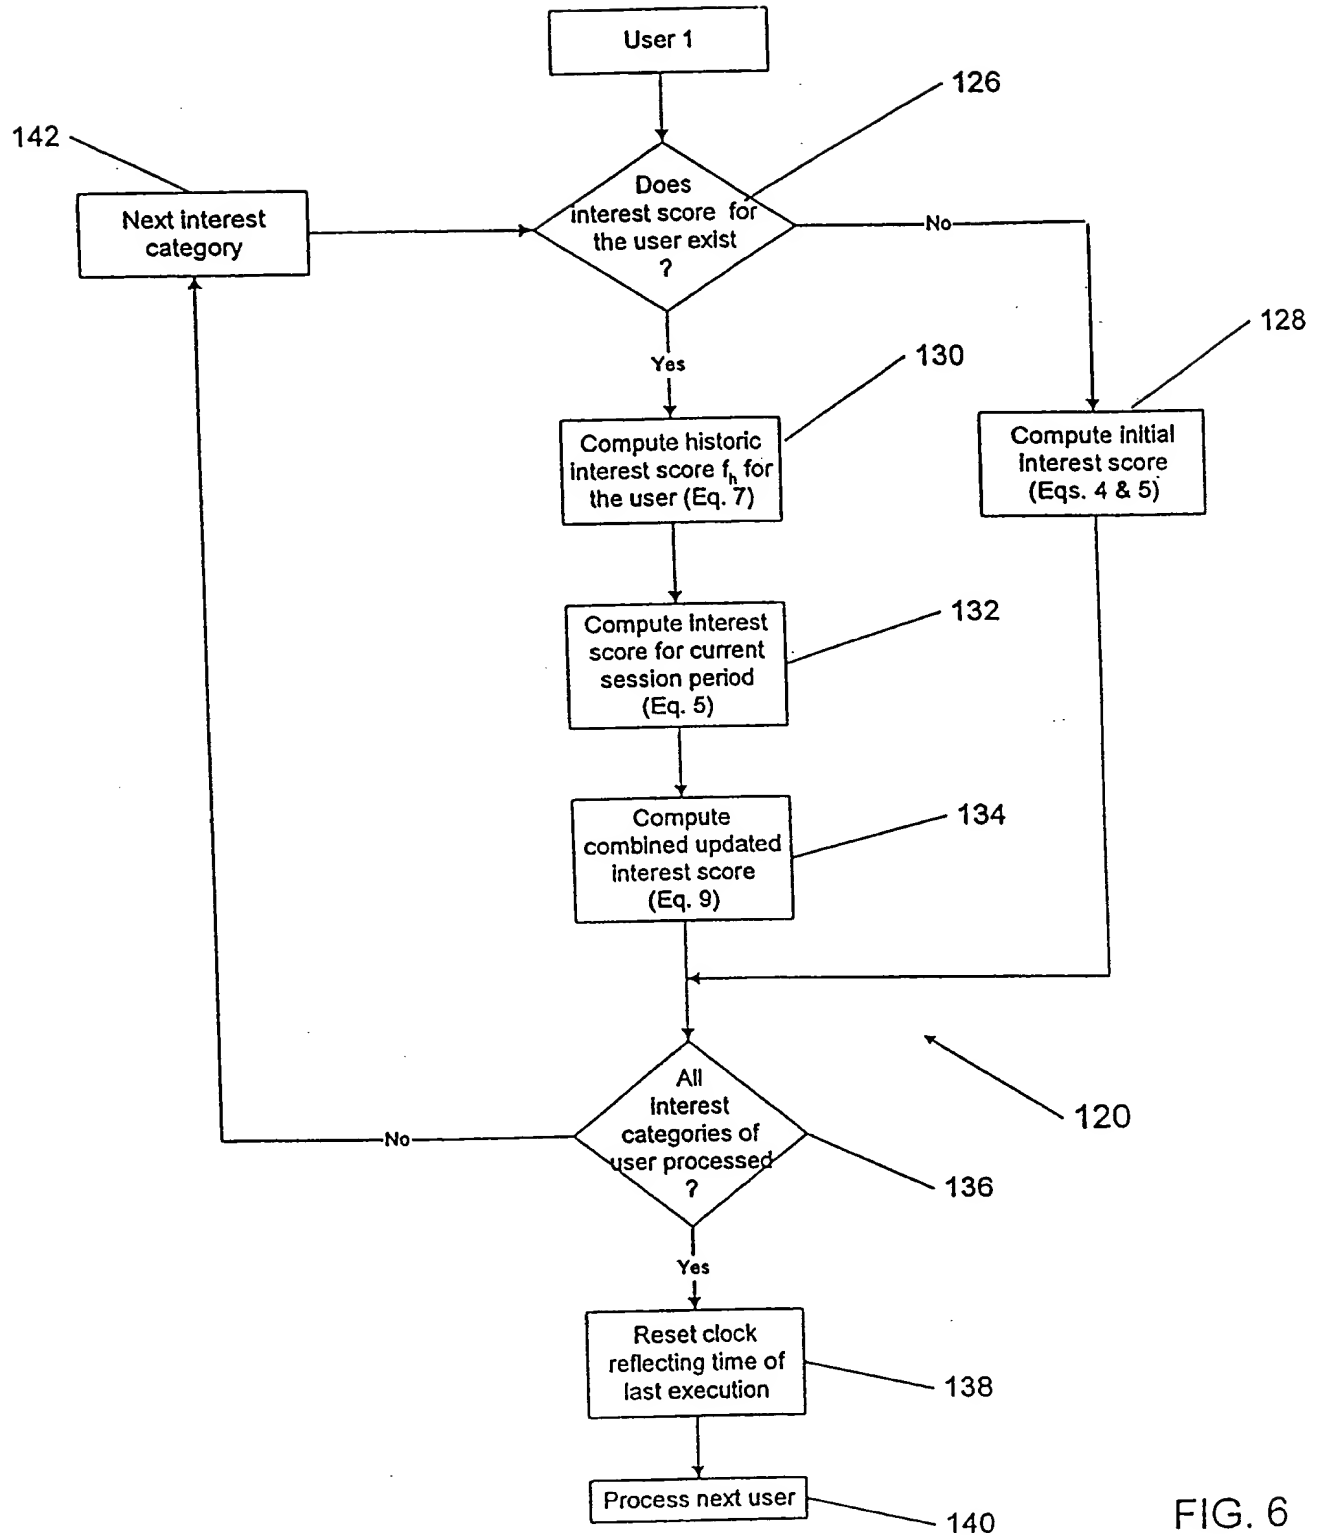 User 1
126
142
Does
interest score for
the user exist
?
Next interest
category
No
128
Yes
130
Compute historic
interest score fh for
the user (Eq. 7)
Compute initial
interest score
(Eqs. 4 & 5)
132
Compute interest
score for current
session period
(Eq. 5)
134
Compute
combined updated
interest score
(Eq. 9)
All
interest
categories of
user processed
?
120
No
136
Yes
Reset clock
reflecting time of
last execution
138
Process next user
140
FIG. 6